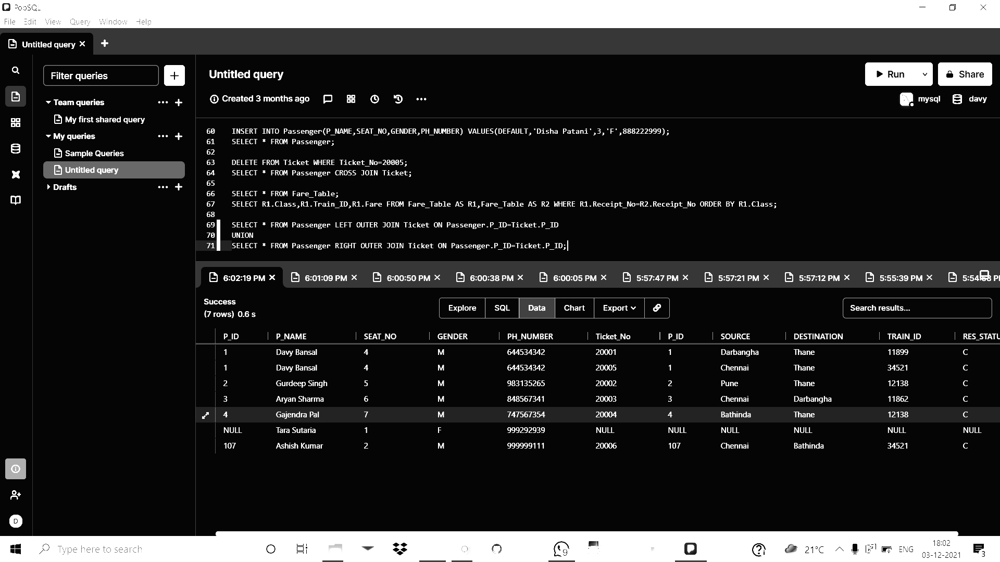 PopSQL
File Edit View Query Window Help
Untitled query
Filter queries
Team queries
My first shared query
My queries
Sample Queries
Untitled query
Drafts
D
Untitled query
Run
Share
Created 3 months ago
mysql
davy
60 INSERT INTO Passenger(P_NAME,SEAT_NO,GENDER,PH_NUMBER) VALUES(DEFAULT,'Disha Patani',3,'F',888222999);
61 SELECT * FROM Passenger;
62
63 DELETE FROM Ticket WHERE Ticket_No=20005;
64 SELECT * FROM Passenger CROSS JOIN Ticket;
65
66 SELECT * FROM Fare_Table;
67 SELECT R1.Class,R1.Train_ID,R1.Fare FROM Fare_Table AS R1,Fare_Table AS R2 WHERE R1.Receipt_No=R2.Receipt_No ORDER BY R1.Class;
68
69 SELECT * FROM Passenger LEFT OUTER JOIN Ticket ON Passenger.P_ID=Ticket.P_ID
70 UNION
71 SELECT * FROM Passenger RIGHT OUTER JOIN Ticket ON Passenger.P_ID=Ticket.P_ID;
6:02:19 PM 6:01:09 PM 6:00:50 PM 6:00:38 PM 6:00:05 PM 5:57:47 PM 5:57:21 PM 5:57:12 PM 5:55:39 PM
Success
(7 rows) 0.6 s
Explore SQL Data Chart Export
Search results...
P_ID P_NAME SEAT_NO GENDER PH_NUMBER Ticket_No P_ID SOURCE DESTINATION TRAIN_ID RES_STATU
1 Davy Bansal 4 M 644534342 20001 1 Darbangha Thane 11899 C
1 Davy Bansal 4 M 644534342 20005 1 Chennai Thane 34521 C
2 Gurdeep Singh 5 M 983135265 20002 2 Pune Thane 12138 C
3 Aryan Sharma 6 M 848567341 20003 3 Chennai Darbangha 11862 C
4 Gajendra Pal 7 M 747567354 20004 4 Bathinda Thane 12138 C
NULL Tara Sutaria 1 F 999292939 NULL NULL NULL NULL NULL NULL
107 Ashish Kumar 2 M 999999111 20006 107 Chennai Bathinda 34521 C
Type here to search
9
21°C
ENG
18:02
03-12-2021
3